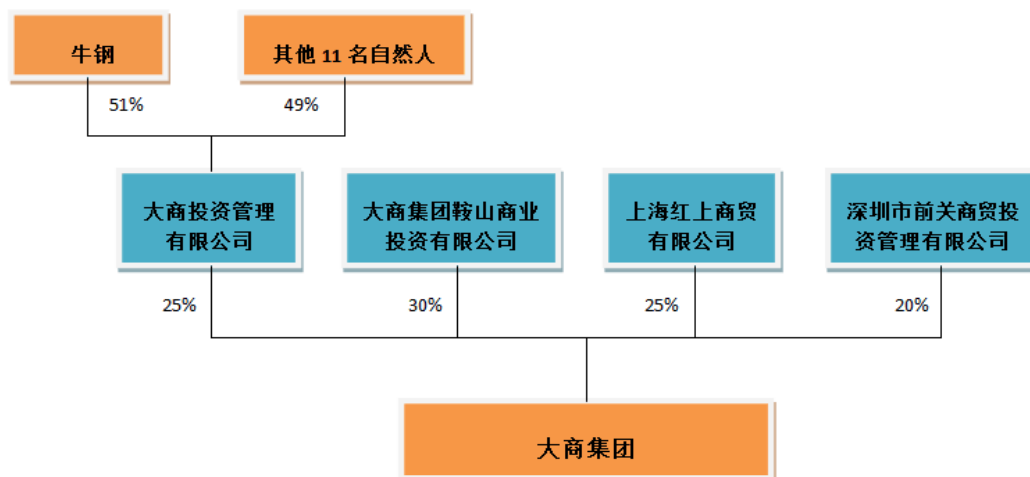 牛钢
其他 11 名自然人
51%
49%
大商投资管理
有限公司
大商集团鞍山商业
投资有限公司
上海红上商贸
有限公司
深圳市前关商贸投
资管理有限公司
25%
30%
25%
20%
大商集团